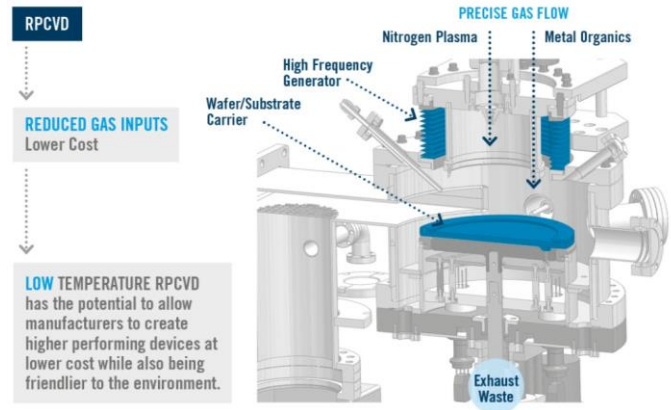 RPCVD
REDUCED GAS INPUTS
Lower Cost
LOW TEMPERATURE RPCVD
has the potential to allow
manufacturers to create
higher performing devices at
lower cost while also being
friendlier to the environment.
PRECISE GAS FLOW
Nitrogen Plasma
Metal Organics
High Frequency
Generator
Wafer/Substrate
Carrier
Exhaust
Waste